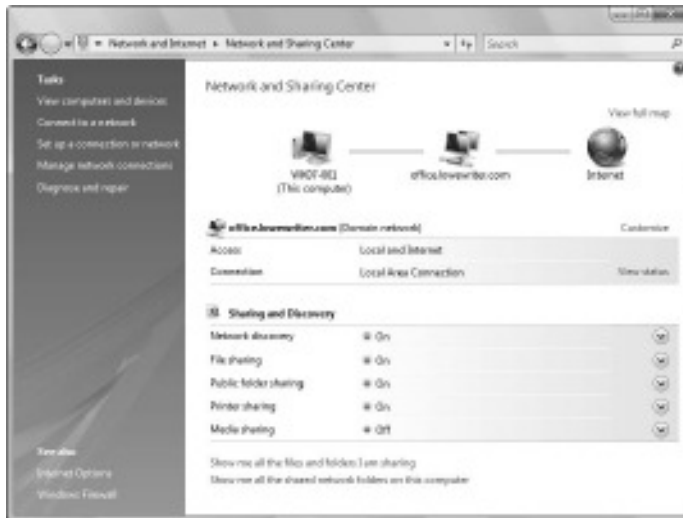 Network and Internet ▸ Network and Sharing Center
Search
Tasks
View computers and devices
Connect to a network
Set up a connection or network
Manage network connections
Diagnose and repair
Network and Sharing Center
View full map
(This computer)
office.lowewriter.com
Internet
office.lowewriter.com (Domain network)
Customize
Access
Local and Internet
Connection
Local Area Connection
View status
Sharing and Discovery
Network discovery
On
File sharing
On
Public folder sharing
On
Printer sharing
On
Media sharing
Off
Show me all the files and folders I am sharing
Show me all the shared network folders on this computer
See also
Internet Options
Windows Firewall